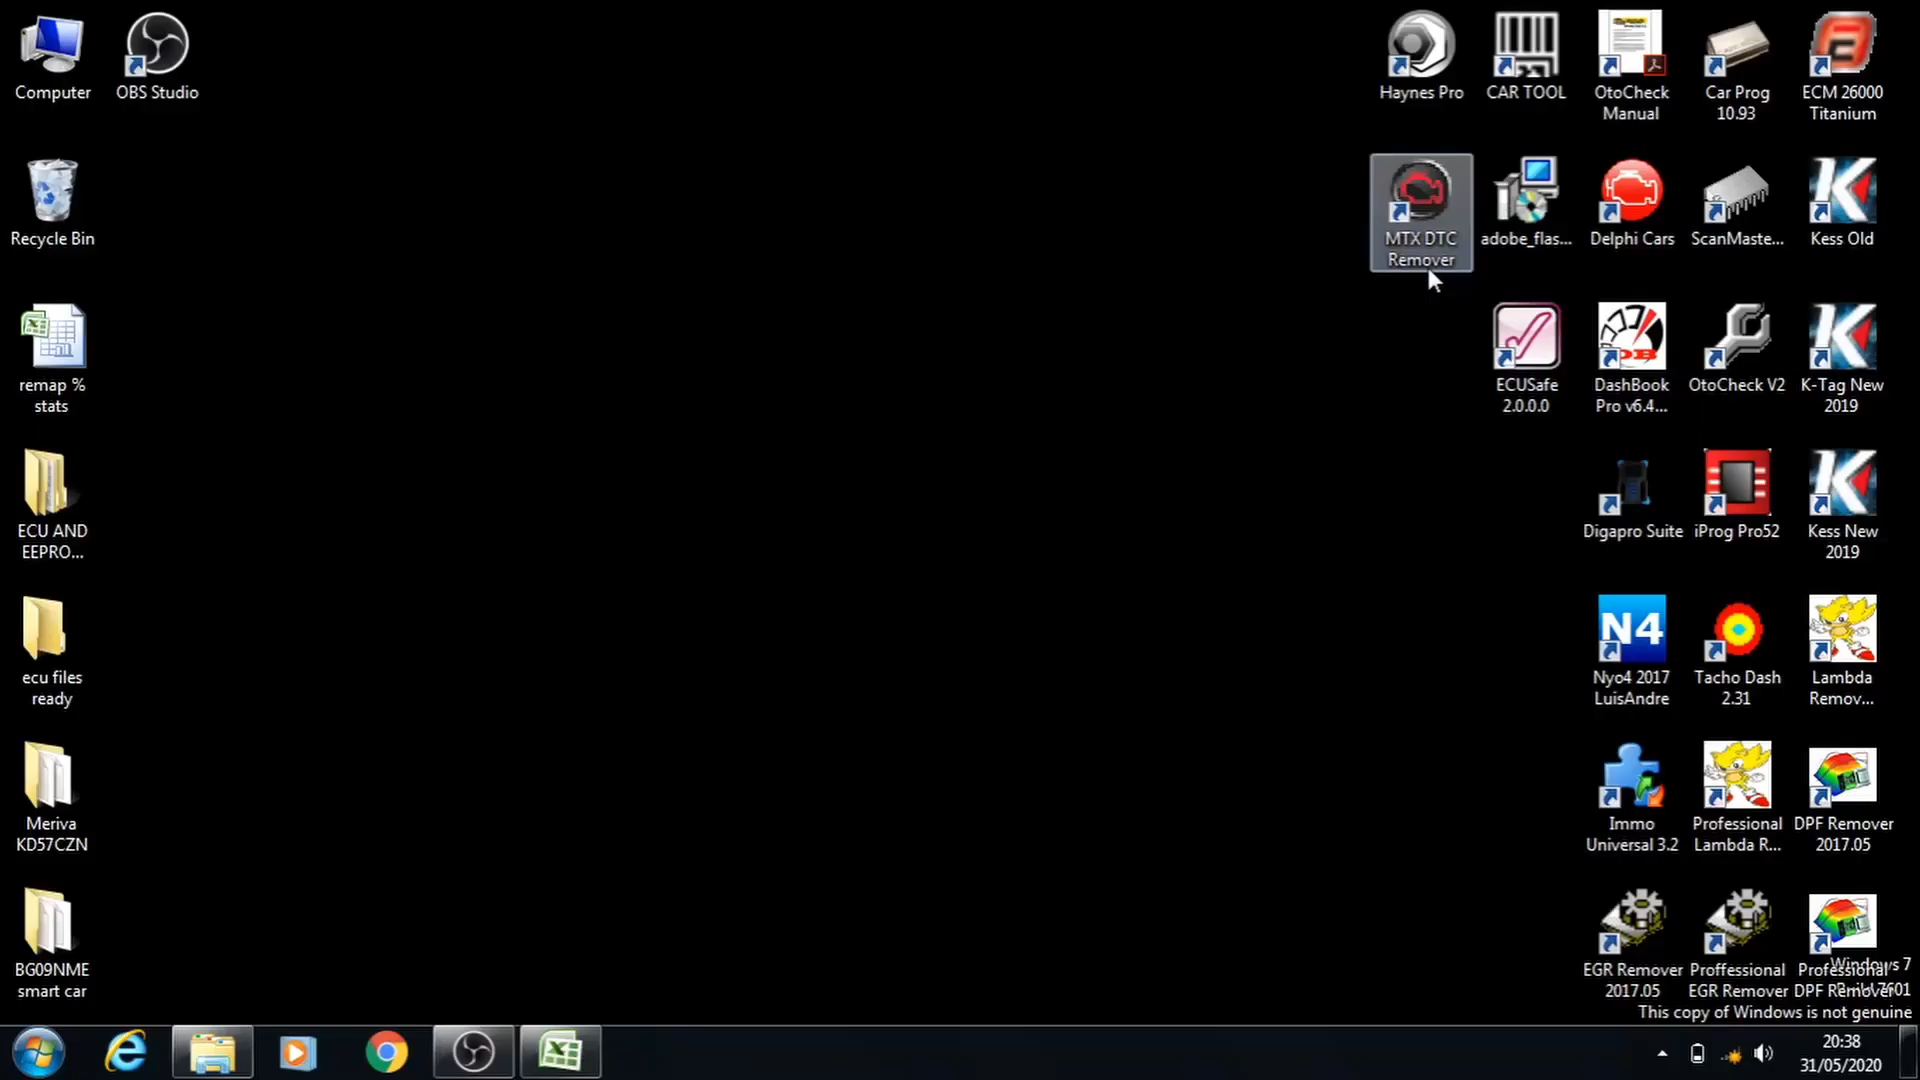 Computer
OBS Studio
Haynes Pro
CAR TOOL
OtoCheck
Manual
Car Prog
10.93
ECM 26000
Titanium
Recycle Bin
MTX DTC
Remover
adobe_flas...
Delphi Cars
ScanMaste...
Kess Old
remap %
stats
ECUSafe
2.0.0.0
DashBook
Pro v6.4...
OtoCheck V2
K-Tag New
2019
ECU AND
EEPRO...
Digapro Suite
iProg Pro52
Kess New
2019
ecu files
ready
N4
Nyo4 2017
LuisAndre
Tacho Dash
2.31
Lambda
Remov...
Meriva
KD57CZN
Immo
Universal 3.2
Professional
Lambda R...
DPF Remover
2017.05
BG09NME
smart car
EGR Remover
2017.05
Proffessional
EGR Remover
Professional
DPF Remover
Windows 7
Build 7601
This copy of Windows is not genuine
20:38
31/05/2020